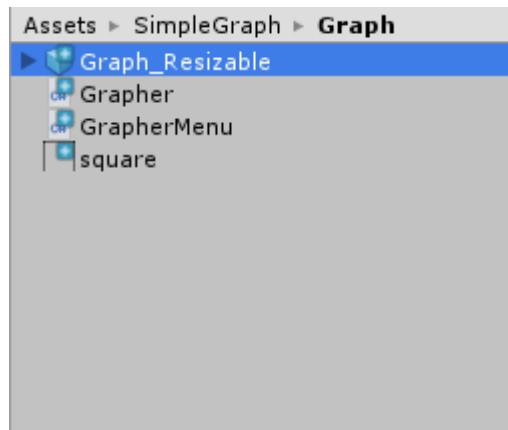 Assets ▸ SimpleGraph ▸ Graph
Graph_Resizable
Grapher
GrapherMenu
square